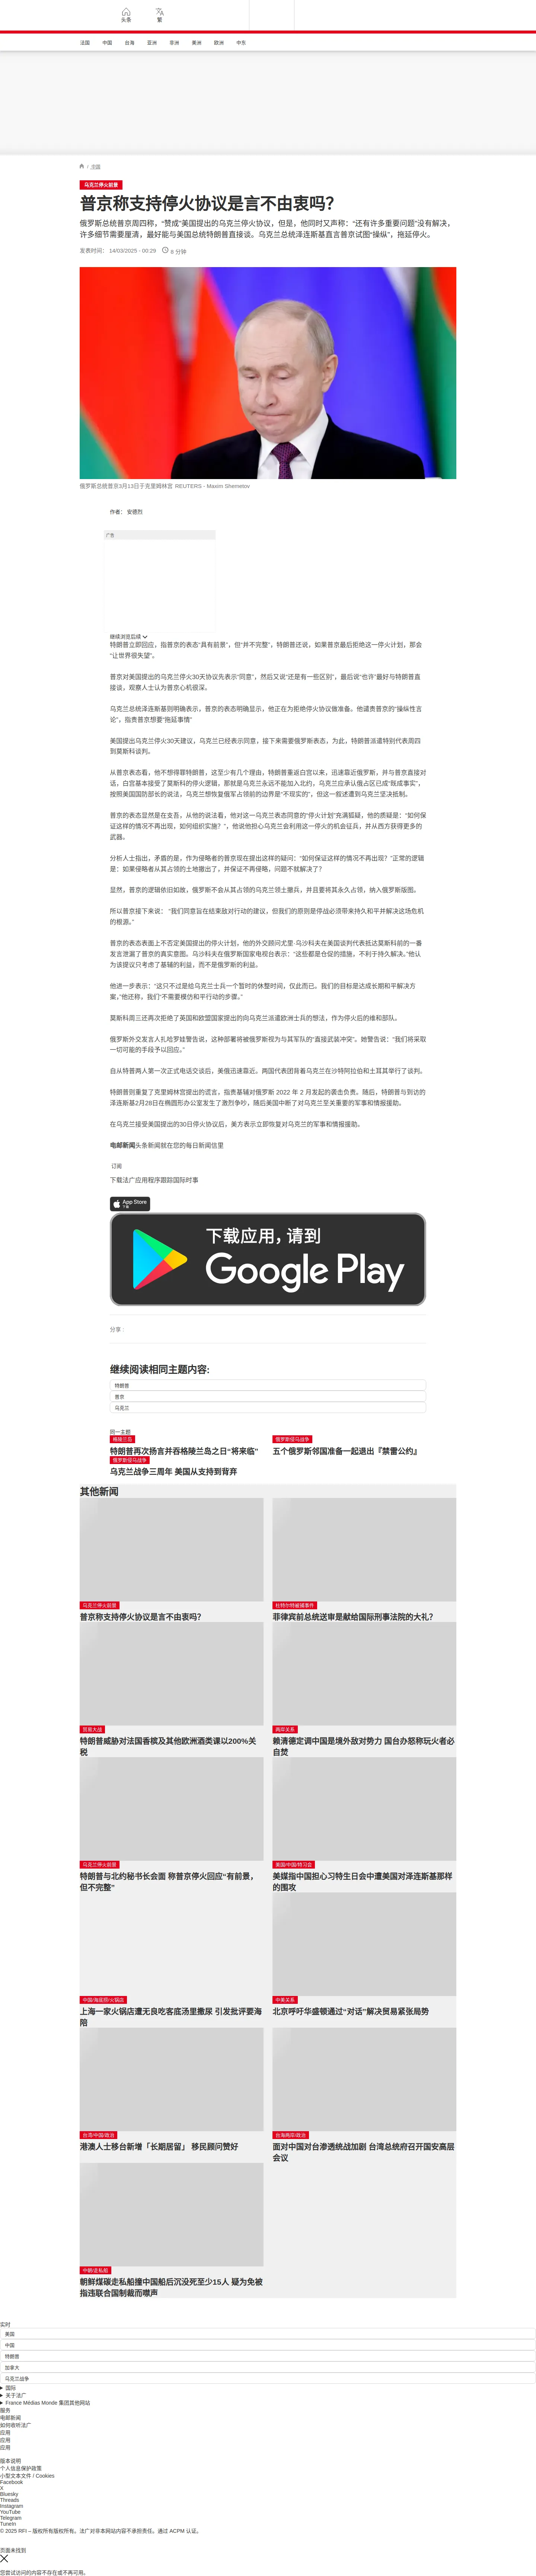 头条
繁
法国
中国
台海
亚洲
非洲
美洲
欧洲
中东
/ 法国
乌克兰停火前景
普京称支持停火协议是言不由衷吗？
俄罗斯总统普京周四称，“赞成”美国提出的乌克兰停火协议，但是，他同时又声称：“还有许多重要问题”没有解决，
许多细节需要厘清，最好能与美国总统特朗普直接谈。乌克兰总统泽连斯基直言普京试图“操纵”，拖延停火。
发表时间： 14/03/2025 - 00:29
8 分钟
俄罗斯总统普京3月13日于克里姆林宫 REUTERS - Maxim Shemetov
作者： 安德烈
广告
继续浏览后续
特朗普立即回应，指普京的表态“具有前景”，但“并不完整”，特朗普还说，如果普京最后拒绝这一停火计划，那会
“让世界很失望”。
普京对美国提出的乌克兰停火30天协议先表示“同意”，然后又说“还是有一些区别”，最后说“也许”最好与特朗普直
接谈，观察人士认为普京心机很深。
乌克兰总统泽连斯基则明确表示，普京的表态明确显示，他正在为拒绝停火协议做准备。他谴责普京的“操纵性言
论”，指责普京想要“拖延事情”
美国提出乌克兰停火30天建议，乌克兰已经表示同意，接下来需要俄罗斯表态，为此，特朗普派遣特别代表周四
到莫斯科谈判。
从普京表态看，他不想得罪特朗普，这至少有几个理由，特朗普重返白宫以来，迅速靠近俄罗斯，并与普京直接对
话，白宫基本接受了莫斯科的停火逻辑，那就是乌克兰永远不能加入北约，乌克兰应承认俄占区已成“既成事实”，
按照美国国防部长的说法，乌克兰想恢复俄军占领前的边界是“不现实的”，但这一叙述遭到乌克兰坚决抵制。
普京的表态显然是在支吾，从他的说法看，他对这一乌克兰表态同意的“停火计划”充满狐疑，他的质疑是：“如何保
证这样的情况不再出现，如何组织实施？”，他说他担心乌克兰会利用这一停火的机会征兵，并从西方获得更多的
武器。
分析人士指出，矛盾的是，作为侵略者的普京现在提出这样的疑问：“如何保证这样的情况不再出现？”正常的逻辑
是：如果侵略者从其占领的土地撤出了，并保证不再侵略，问题不就解决了？
显然，普京的逻辑依旧如故，俄罗斯不会从其占领的乌克兰领土撤兵，并且要将其永久占领，纳入俄罗斯版图。
所以普京接下来说： “我们同意旨在结束敌对行动的建议，但我们的原则是停战必须带来持久和平并解决这场危机
的根源。”
普京的表态表面上不否定美国提出的停火计划，他的外交顾问尤里·乌沙科夫在美国谈判代表抵达莫斯科前的一番
发言泄漏了普京的真实意图。乌沙科夫在俄罗斯国家电视台表示：“这些都是仓促的措施，不利于持久解决。”他认
为该提议只考虑了基辅的利益，而不是俄罗斯的利益。
他进一步表示：“这只不过是给乌克兰士兵一个暂时的休整时间，仅此而已。我们的目标是达成长期和平解决方
案，”他还称，我们“不需要模仿和平行动的步骤。”
莫斯科周三还再次拒绝了英国和欧盟国家提出的向乌克兰派遣欧洲士兵的想法，作为停火后的维和部队。
俄罗斯外交发言人扎哈罗娃警告说，这种部署将被俄罗斯视为与其军队的“直接武装冲突”。她警告说：“我们将采取
一切可能的手段予以回应。”
自从特普两人第一次正式电话交谈后，美俄迅速靠近。两国代表团背着乌克兰在沙特阿拉伯和土耳其举行了谈判。
特朗普则重复了克里姆林宫提出的谎言，指责基辅对俄罗斯 2022 年 2 月发起的袭击负责。随后，特朗普与到访的
泽连斯基2月28日在椭圆形办公室发生了激烈争吵，随后美国中断了对乌克兰至关重要的军事和情报援助。
在乌克兰接受美国提出的30日停火协议后，美方表示立即恢复对乌克兰的军事和情报援助。
电邮新闻头条新闻就在您的每日新闻信里
订阅
下载法广应用程序跟踪国际时事
App Store
下载
下载应用，请到
Google Play
分享 :
继续阅读相同主题内容:
特朗普
普京
乌克兰
同一主题
格陵兰岛
特朗普再次扬言并吞格陵兰岛之日“将来临”
俄罗斯侵乌战争
五个俄罗斯邻国准备一起退出『禁雷公约』
俄罗斯侵乌战争
乌克兰战争三周年 美国从支持到背弃
其他新闻
乌克兰停火前景
普京称支持停火协议是言不由衷吗？
杜特尔特被捕事件
菲律宾前总统送审是献给国际刑事法院的大礼？
贸易大战
特朗普威胁对法国香槟及其他欧洲酒类课以200%关
税
两岸关系
赖清德定调中国是境外敌对势力 国台办怒称玩火者必
自焚
乌克兰停火前景
特朗普与北约秘书长会面 称普京停火回应“有前景，
但不完整”
美国/中国/特习会
美媒指中国担心习特生日会中遭美国对泽连斯基那样
的围攻
中国/海底捞/火锅店
上海一家火锅店遭无良吃客底汤里撒尿 引发批评要海
陪
中美关系
北京呼吁华盛顿通过“对话”解决贸易紧张局势
台湾/中国/政治
港澳人士移台新增「长期居留」 移民顾问赞好
台海两岸/政治
面对中国对台渗透统战加剧 台湾总统府召开国安高层
会议
中朝/走私船
朝鲜煤碳走私船撞中国船后沉没死至少15人 疑为免被
指违联合国制裁而噤声
实时
美国
中国
特朗普
加拿大
乌克兰战争
国际
关于法广
France Médias Monde 集团其他网站
服务
电邮新闻
如何收听法广
应用
应用
应用
版本说明
个人信息保护政策
小型文本文件 / Cookies
Facebook
X
Bluesky
Threads
Instagram
YouTube
Telegram
TuneIn
© 2025 RFI – 版权所有版权所有。法广对非本网站内容不承担责任。通过 ACPM 认证。
页面未找到
您尝试访问的内容不存在或不再可用。